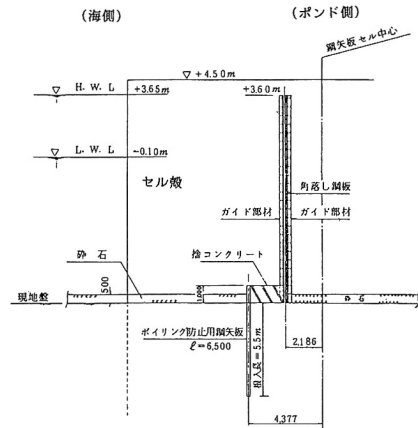 （海側）
（ポンド側）
鋼矢板セル中心
▽ +4.50m
▽ H. W. L +3.65m
+3.60m
▽ L. W. L -0.10m
セル殻
角落し鋼板
ガイド部材
ガイド部材
砕石
捨コンクリート
500
1,000
現地盤
砕石
ボイリング防止用鋼矢板
ℓ=6,500
根入長=5.5m
2,186
4,377